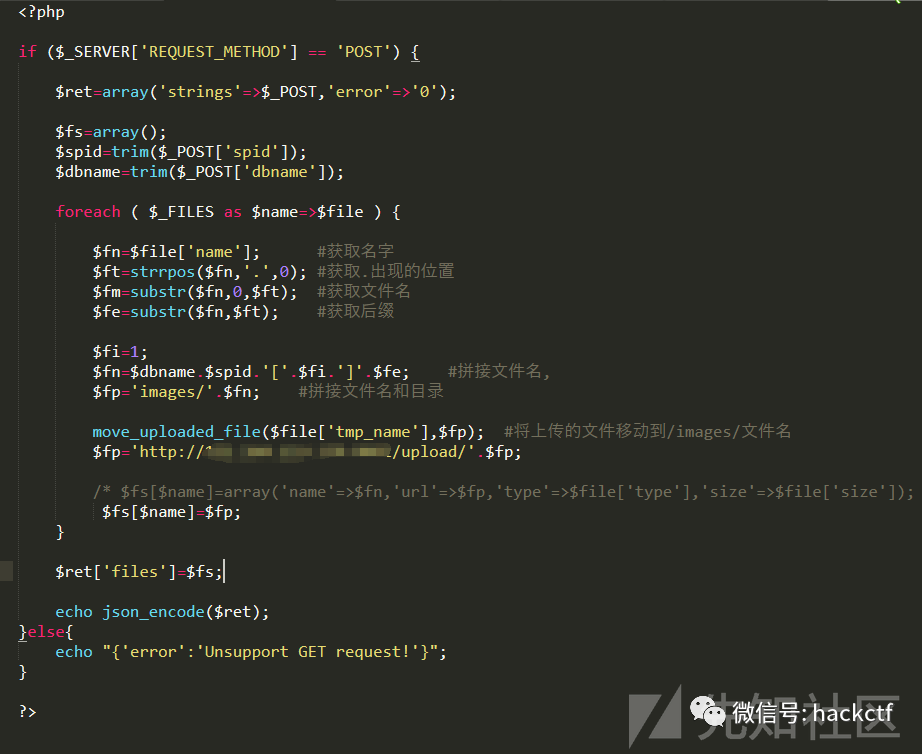 <?php
if ($_SERVER['REQUEST_METHOD'] == 'POST') {
$ret=array('strings'=>$_POST,'error'=>'0');
$fs=array();
$spid=trim($_POST['spid']);
$dbname=trim($_POST['dbname']);
foreach ( $_FILES as $name=>$file ) {
$fn=$file['name']; #获取名字
$ft=strrpos($fn,'.',0); #获取.出现的位置
$fm=substr($fn,0,$ft); #获取文件名
$fe=substr($fn,$ft); #获取后缀
$fi=1;
$fn=$dbname.$spid.'['.$fi.']'.$fe; #拼接文件名,
$fp='images/'.$fn; #拼接文件名和目录
move_uploaded_file($file['tmp_name'],$fp); #将上传的文件移动到/images/文件名
$fp='http:// /upload/'.$fp;
/* $fs[$name]=array('name'=>$fn,'url'=>$fp,'type'=>$file['type'],'size'=>$file['size']);
$fs[$name]=$fp;
}
$ret['files']=$fs;
echo json_encode($ret);
}else{
echo "{'error':'Unsupport GET request!'}";
}
?>
先知社区
微信号: hackctf